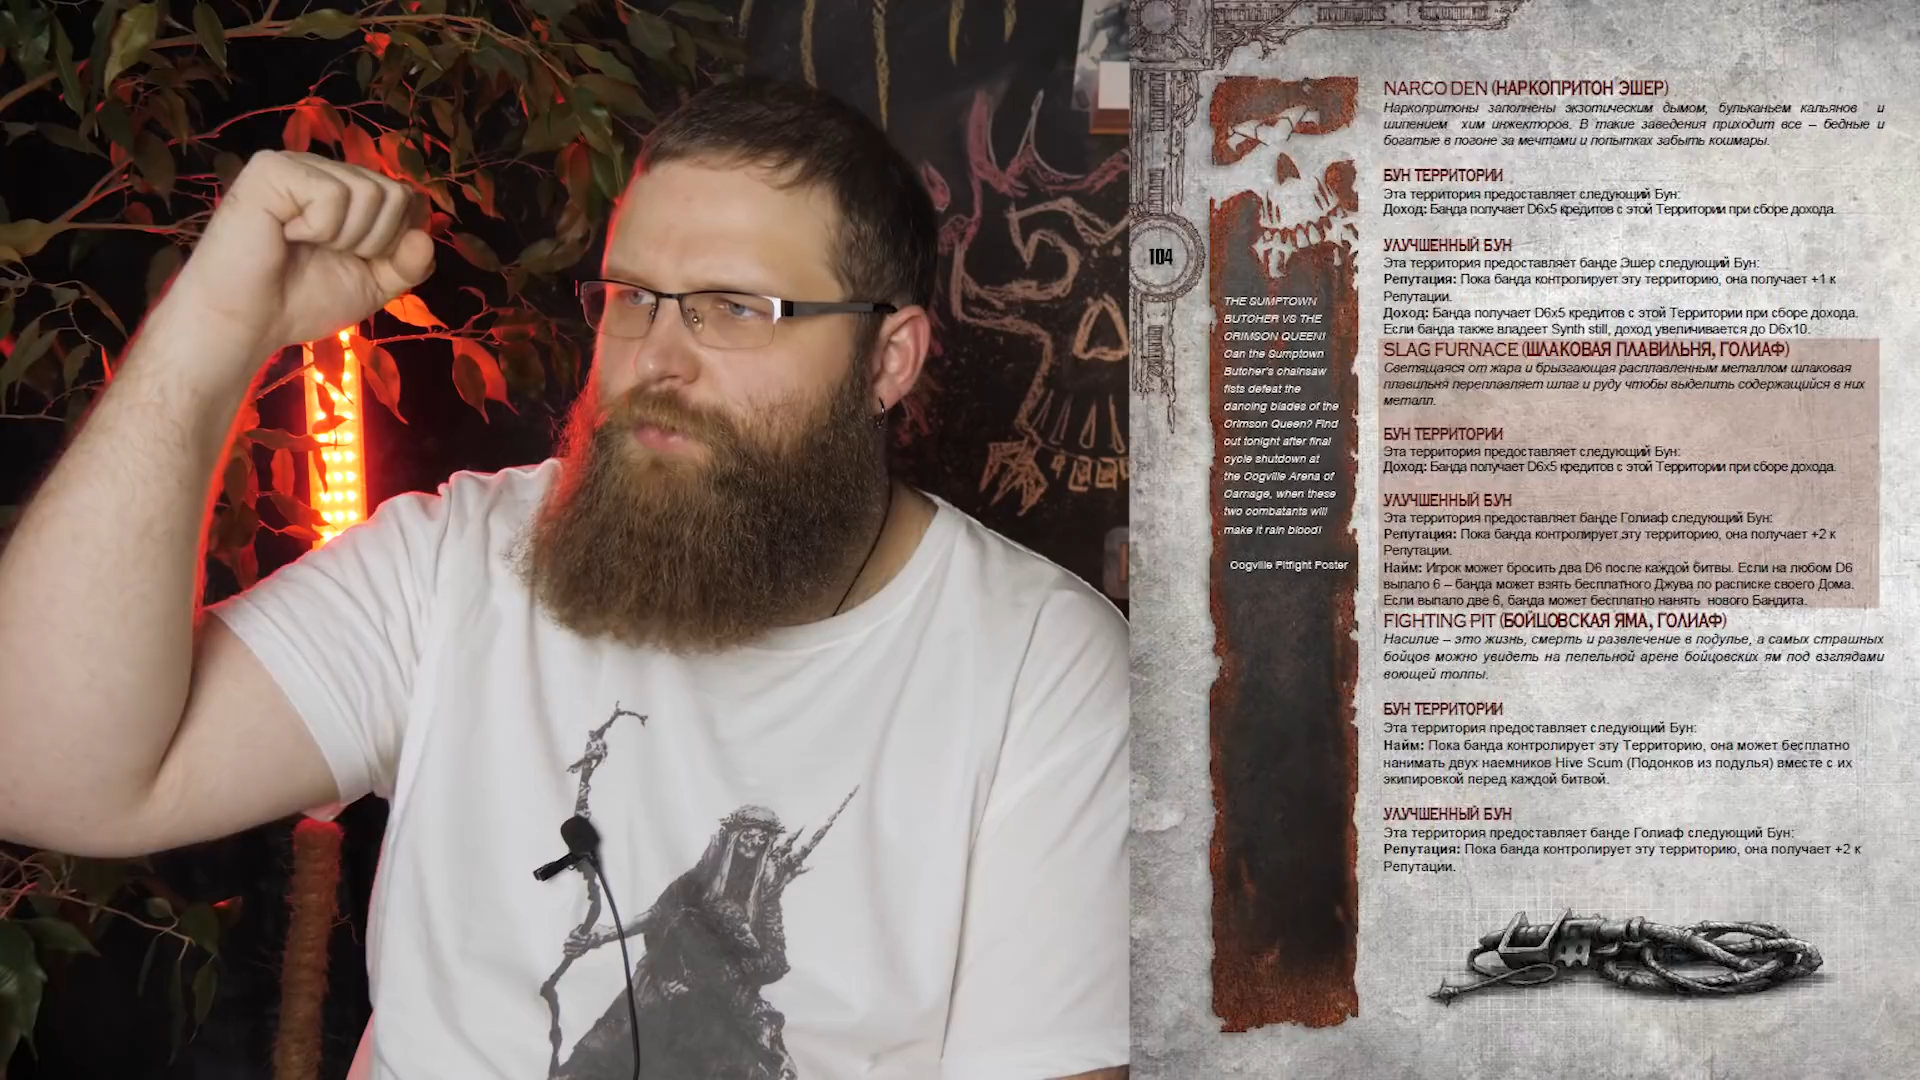 104
THE SUMPTOWN
BUTCHER VS THE
CRIMSON QUEEN!
Can the Sumptown
Butcher's chainsaw
fists defeat the
dancing blades of the
Crimson Queen? Find
out tonight after final
cycle shutdown at
the Cogville Arena of
Carnage, when these
two combatants will
make it rain blood!
Cogville Pitfight Poster
NARCO DEN (НАРКОПРИТОН ЭШЕР)
Наркопритоны заполнены экзотическим дымом, бульканьем кальянов и
шипением хим инжекторов. В такие заведения приходит все – бедные и
богатые в погоне за мечтами и попытках забыть кошмары.
БУН ТЕРРИТОРИИ
Эта территория предоставляет следующий Бун:
Доход: Банда получает D6x5 кредитов с этой Территории при сборе дохода.
УЛУЧШЕННЫЙ БУН
Эта территория предоставляет банде Эшер следующий Бун:
Репутация: Пока банда контролирует эту территорию, она получает +1 к
Репутации.
Доход: Банда получает D6x5 кредитов с этой Территории при сборе дохода.
Если банда также владеет Synth still, доход увеличивается до D6x10.
SLAG FURNACE (ШЛАКОВАЯ ПЛАВИЛЬНЯ, ГОЛИАФ)
Светящаяся от жара и брызгающая расплавленным металлом шлаковая
плавильня переплавляет шлаг и руду чтобы выделить содержащийся в них
металл.
БУН ТЕРРИТОРИИ
Эта территория предоставляет следующий Бун:
Доход: Банда получает D6x5 кредитов с этой Территории при сборе дохода.
УЛУЧШЕННЫЙ БУН
Эта территория предоставляет банде Голиаф следующий Бун:
Репутация: Пока банда контролирует эту территорию, она получает +2 к
Репутации.
Найм: Игрок может бросить два D6 после каждой битвы. Если на любом D6
выпало 6 – банда может взять бесплатного Джува по расписке своего Дома.
Если выпало две 6, банда может бесплатно нанять нового Бандита.
FIGHTING PIT (БОЙЦОВСКАЯ ЯМА, ГОЛИАФ)
Насилие – это жизнь, смерть и развлечение в подулье, а самых страшных
бойцов можно увидеть на пепельной арене бойцовских ям под взглядами
воющей толпы.
БУН ТЕРРИТОРИИ
Эта территория предоставляет следующий Бун:
Найм: Пока банда контролирует эту Территорию, она может бесплатно
нанимать двух наемников Hive Scum (Подонков из подулья) вместе с их
экипировкой перед каждой битвой.
УЛУЧШЕННЫЙ БУН
Эта территория предоставляет банде Голиаф следующий Бун:
Репутация: Пока банда контролирует эту территорию, она получает +2 к
Репутации.